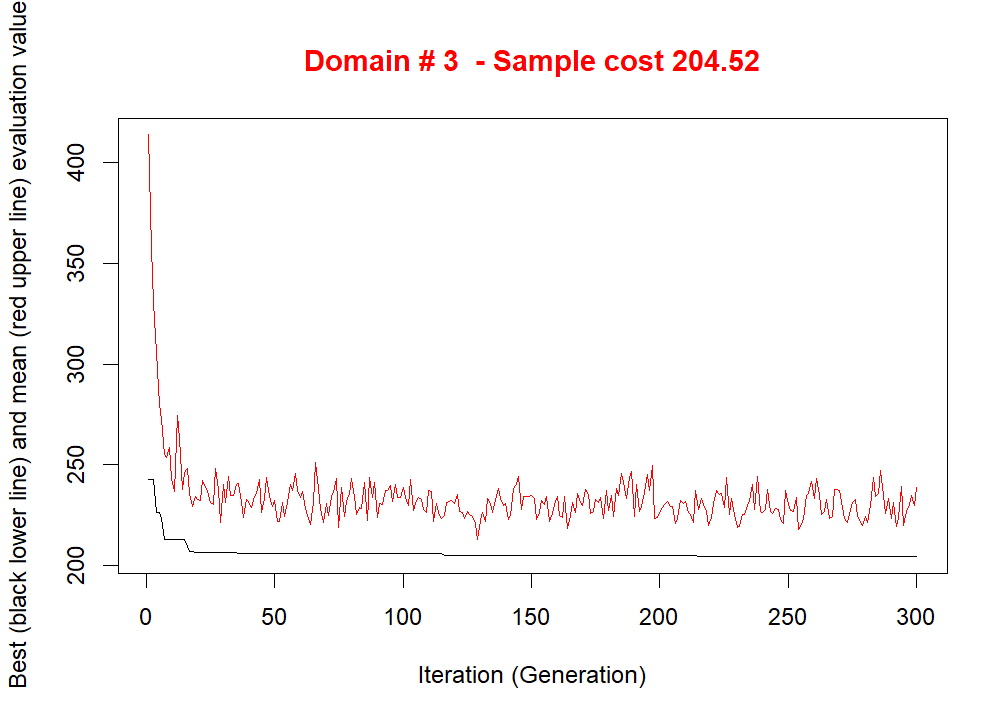 Domain # 3  - Sample cost 204.52
Best (black lower line) and mean (red upper line) evaluation value
400
350
300
250
200
0 50 100 150 200 250 300
Iteration (Generation)